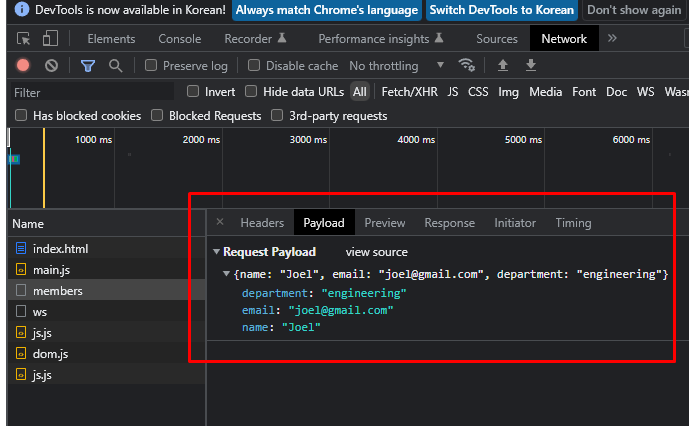 DevTools is now available in Korean! Always match Chrome's language Switch DevTools to Korean Don't show again
Elements Console Recorder Performance insights Sources Network »
Preserve log Disable cache No throttling
Filter Invert Hide data URLs All Fetch/XHR JS CSS Img Media Font Doc WS
Has blocked cookies Blocked Requests 3rd-party requests
1000 ms 2000 ms 3000 ms 4000 ms 5000 ms 6000 ms
Name × Headers Payload Preview Response Initiator Timing
index.html
main.js
members
ws
js.js
dom.js
js.js
Request Payload view source
{name: "Joel", email: "joel@gmail.com", department: "engineering"}
department: "engineering"
email: "joel@gmail.com"
name: "Joel"